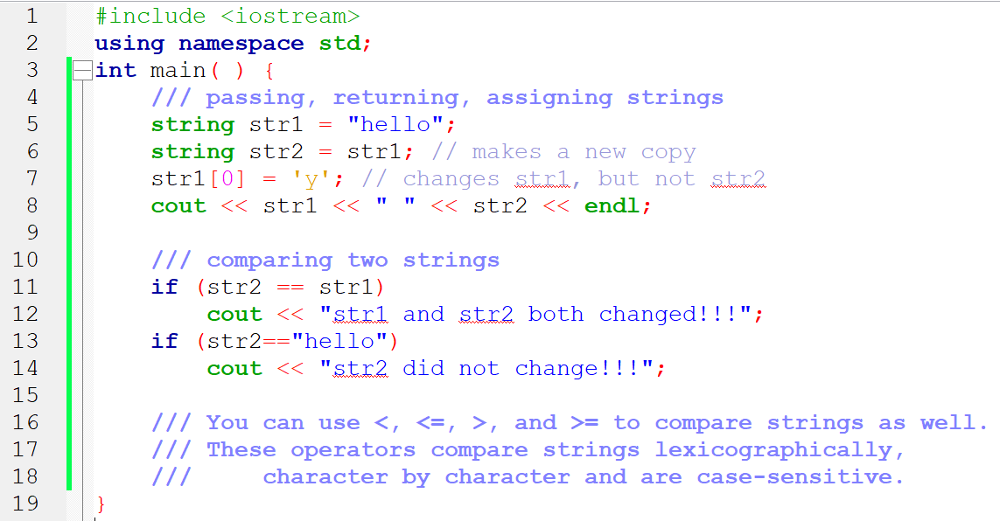 1 #include <iostream>
2 using namespace std;
3 int main( ) {
4 /// passing, returning, assigning strings
5 string str1 = "hello";
6 string str2 = str1; // makes a new copy
7 str1[0] = 'y'; // changes str1, but not str2
8 cout << str1 << " " << str2 << endl;
9
10 /// comparing two strings
11 if (str2 == str1)
12 cout << "str1 and str2 both changed!!!";
13 if (str2=="hello")
14 cout << "str2 did not change!!!";
15
16 /// You can use <, <=, >, and >= to compare strings as well.
17 /// These operators compare strings lexicographically,
18 /// character by character and are case-sensitive.
19 }